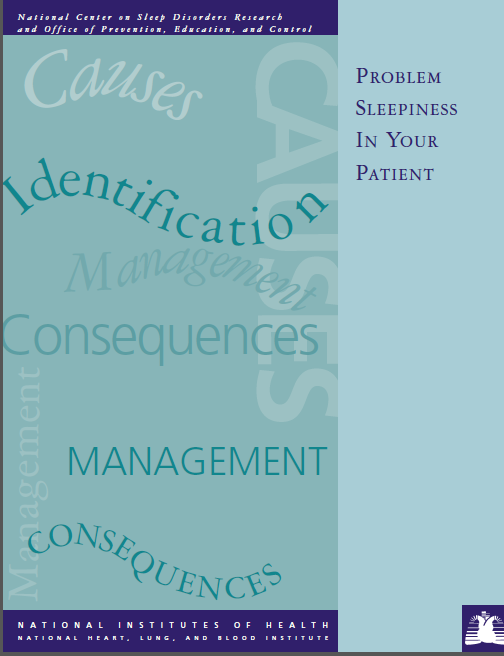 National Center on Sleep Disorders Research
and Office of Prevention, Education, and Control
Causes
CAUSES
Identification
Management
Consequences
Management
MANAGEMENT
CONSEQUENCES
PROBLEM
SLEEPINESS
IN YOUR
PATIENT
NATIONAL INSTITUTES OF HEALTH
NATIONAL HEART, LUNG, AND BLOOD INSTITUTE